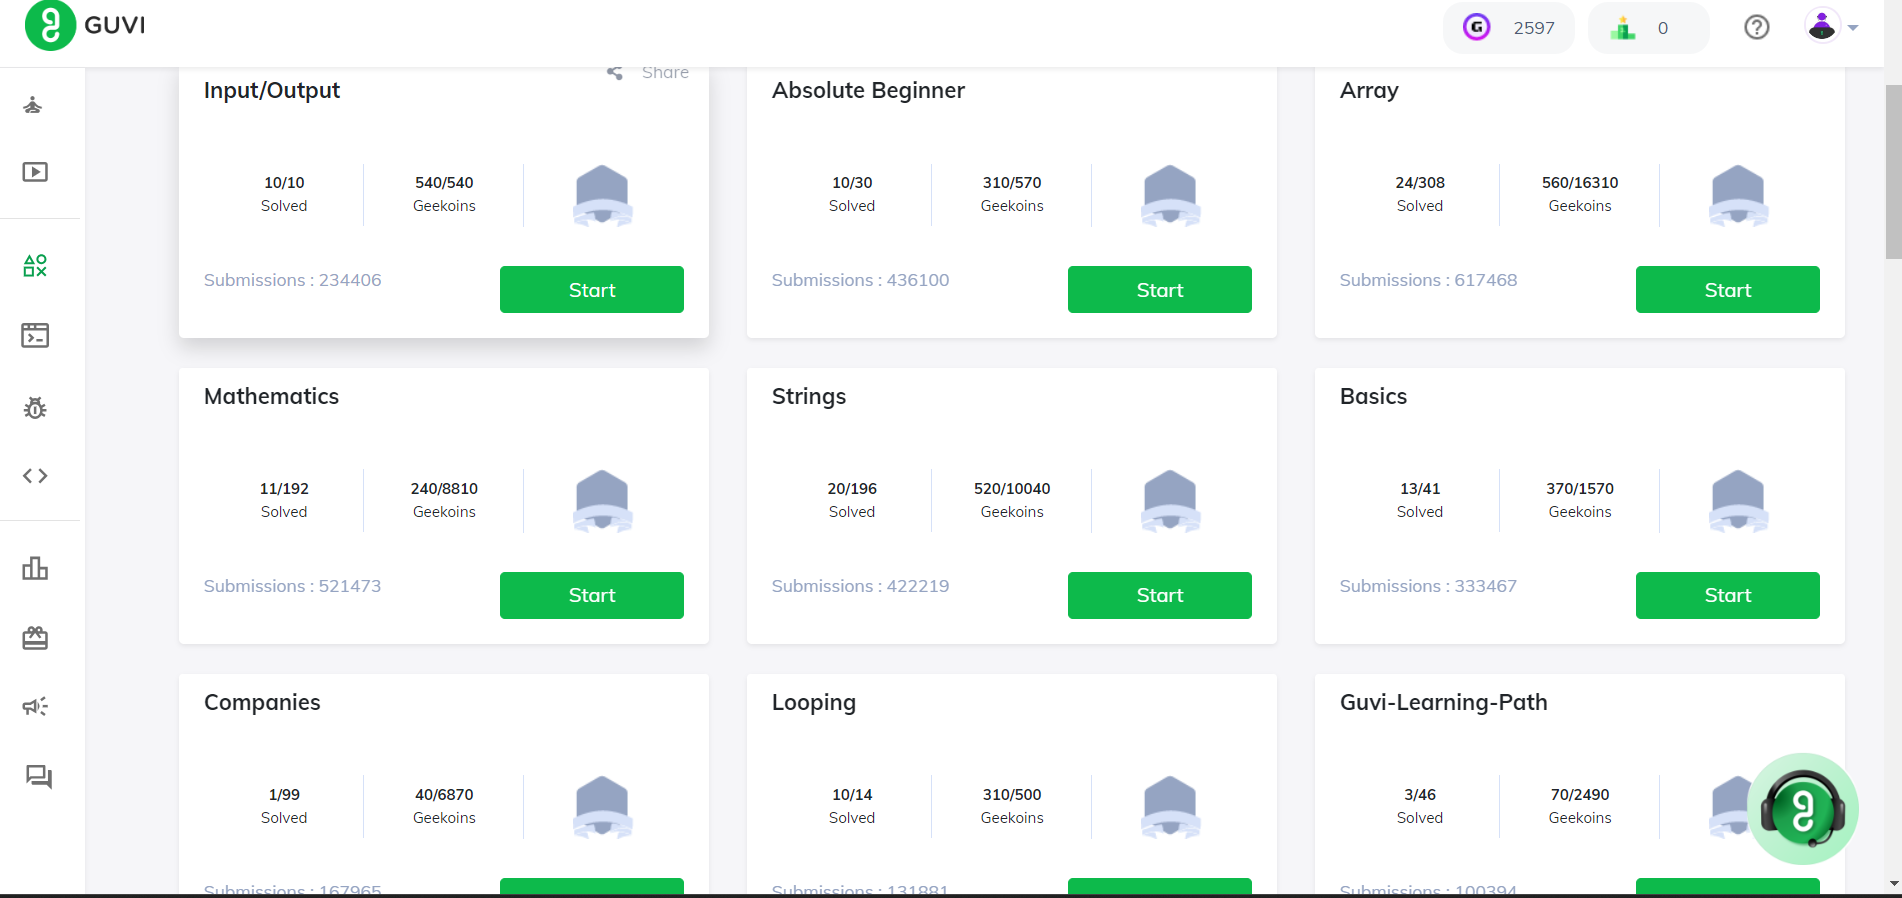 GUVI
2597
0
Share
Input/Output
Absolute Beginner
Array
10/10
Solved
540/540
Geekoins
10/30
Solved
310/570
Geekoins
24/308
Solved
560/16310
Geekoins
Submissions : 234406
Start
Submissions : 436100
Start
Submissions : 617468
Start
Mathematics
Strings
Basics
11/192
Solved
240/8810
Geekoins
20/196
Solved
520/10040
Geekoins
13/41
Solved
370/1570
Geekoins
Submissions : 521473
Start
Submissions : 422219
Start
Submissions : 333467
Start
Companies
Looping
Guvi-Learning-Path
1/99
Solved
40/6870
Geekoins
10/14
Solved
310/500
Geekoins
3/46
Solved
70/2490
Geekoins
Submissions : 167965
Submissions : 131881
Submissions : 100394